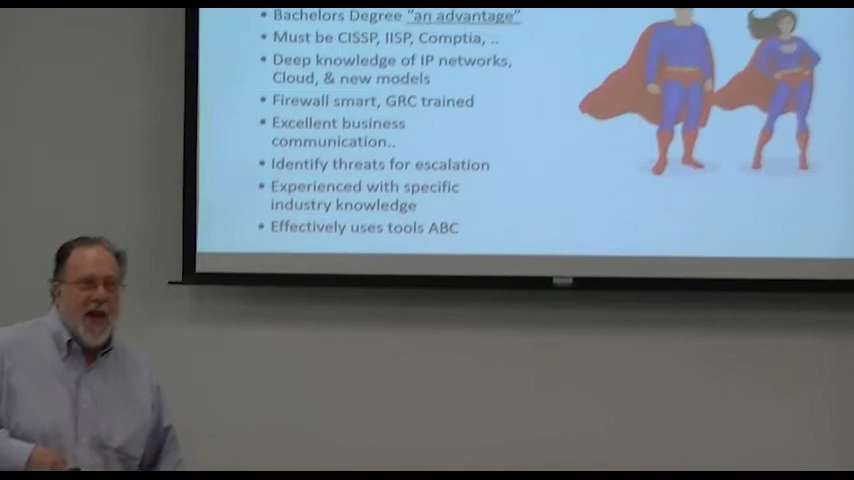 • Bachelors Degree "an advantage"
• Must be CISSP, IISP, Comptia, ..
• Deep knowledge of IP networks,
Cloud, & new models
• Firewall smart, GRC trained
• Excellent business
communication..
• Identify threats for escalation
• Experienced with specific
industry knowledge
• Effectively uses tools ABC